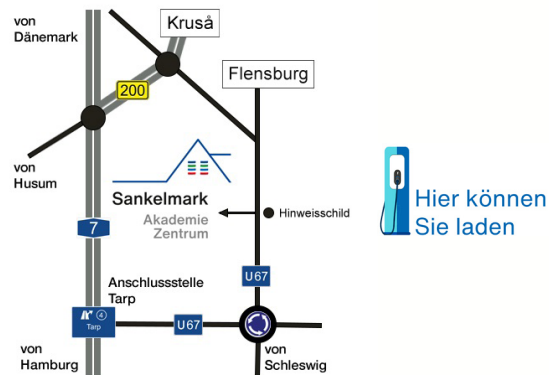 von
Dänemark
Kruså
Flensburg
200
von
Husum
Sankelmark
Akademie
Zentrum
Hinweisschild
7
Hier können
Sie laden
U67
Anschlussstelle
Tarp
4
Tarp
U67
von
Hamburg
von
Schleswig